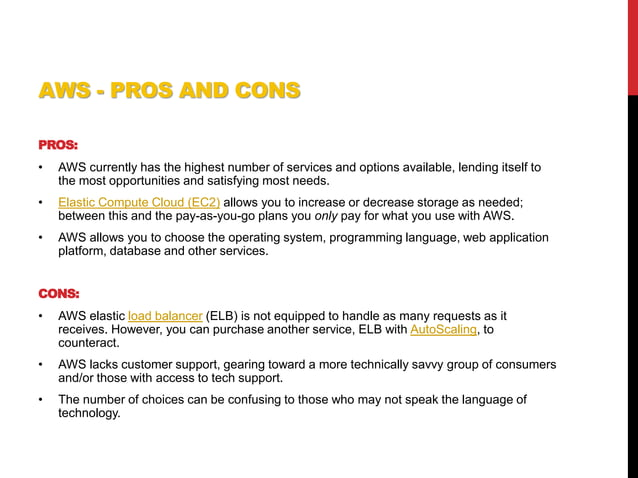 AWS - PROS AND CONS
PROS:
• AWS currently has the highest number of services and options available, lending itself to
the most opportunities and satisfying most needs.
• Elastic Compute Cloud (EC2) allows you to increase or decrease storage as needed;
between this and the pay-as-you-go plans you only pay for what you use with AWS.
• AWS allows you to choose the operating system, programming language, web application
platform, database and other services.
CONS:
• AWS elastic load balancer (ELB) is not equipped to handle as many requests as it
receives. However, you can purchase another service, ELB with AutoScaling, to
counteract.
• AWS lacks customer support, gearing toward a more technically savvy group of consumers
and/or those with access to tech support.
• The number of choices can be confusing to those who may not speak the language of
technology.